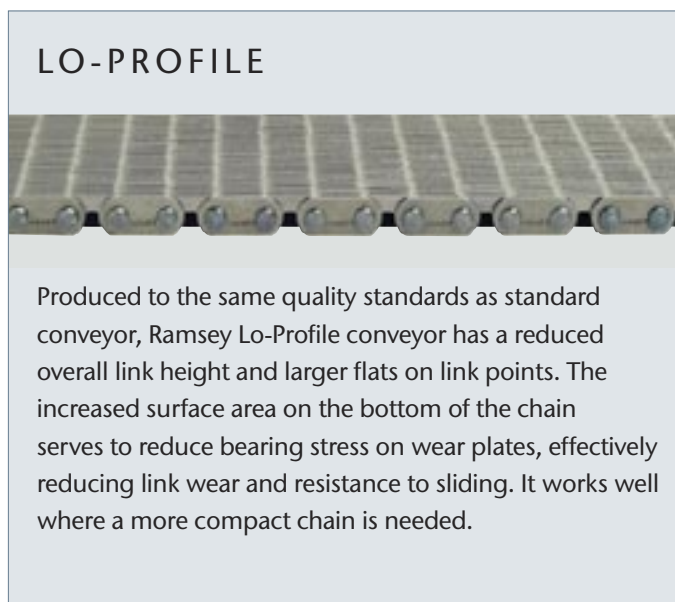 LO-PROFILE
Produced to the same quality standards as standard
conveyor, Ramsey Lo-Profile conveyor has a reduced
overall link height and larger flats on link points. The
increased surface area on the bottom of the chain
serves to reduce bearing stress on wear plates, effectively
reducing link wear and resistance to sliding. It works well
where a more compact chain is needed.